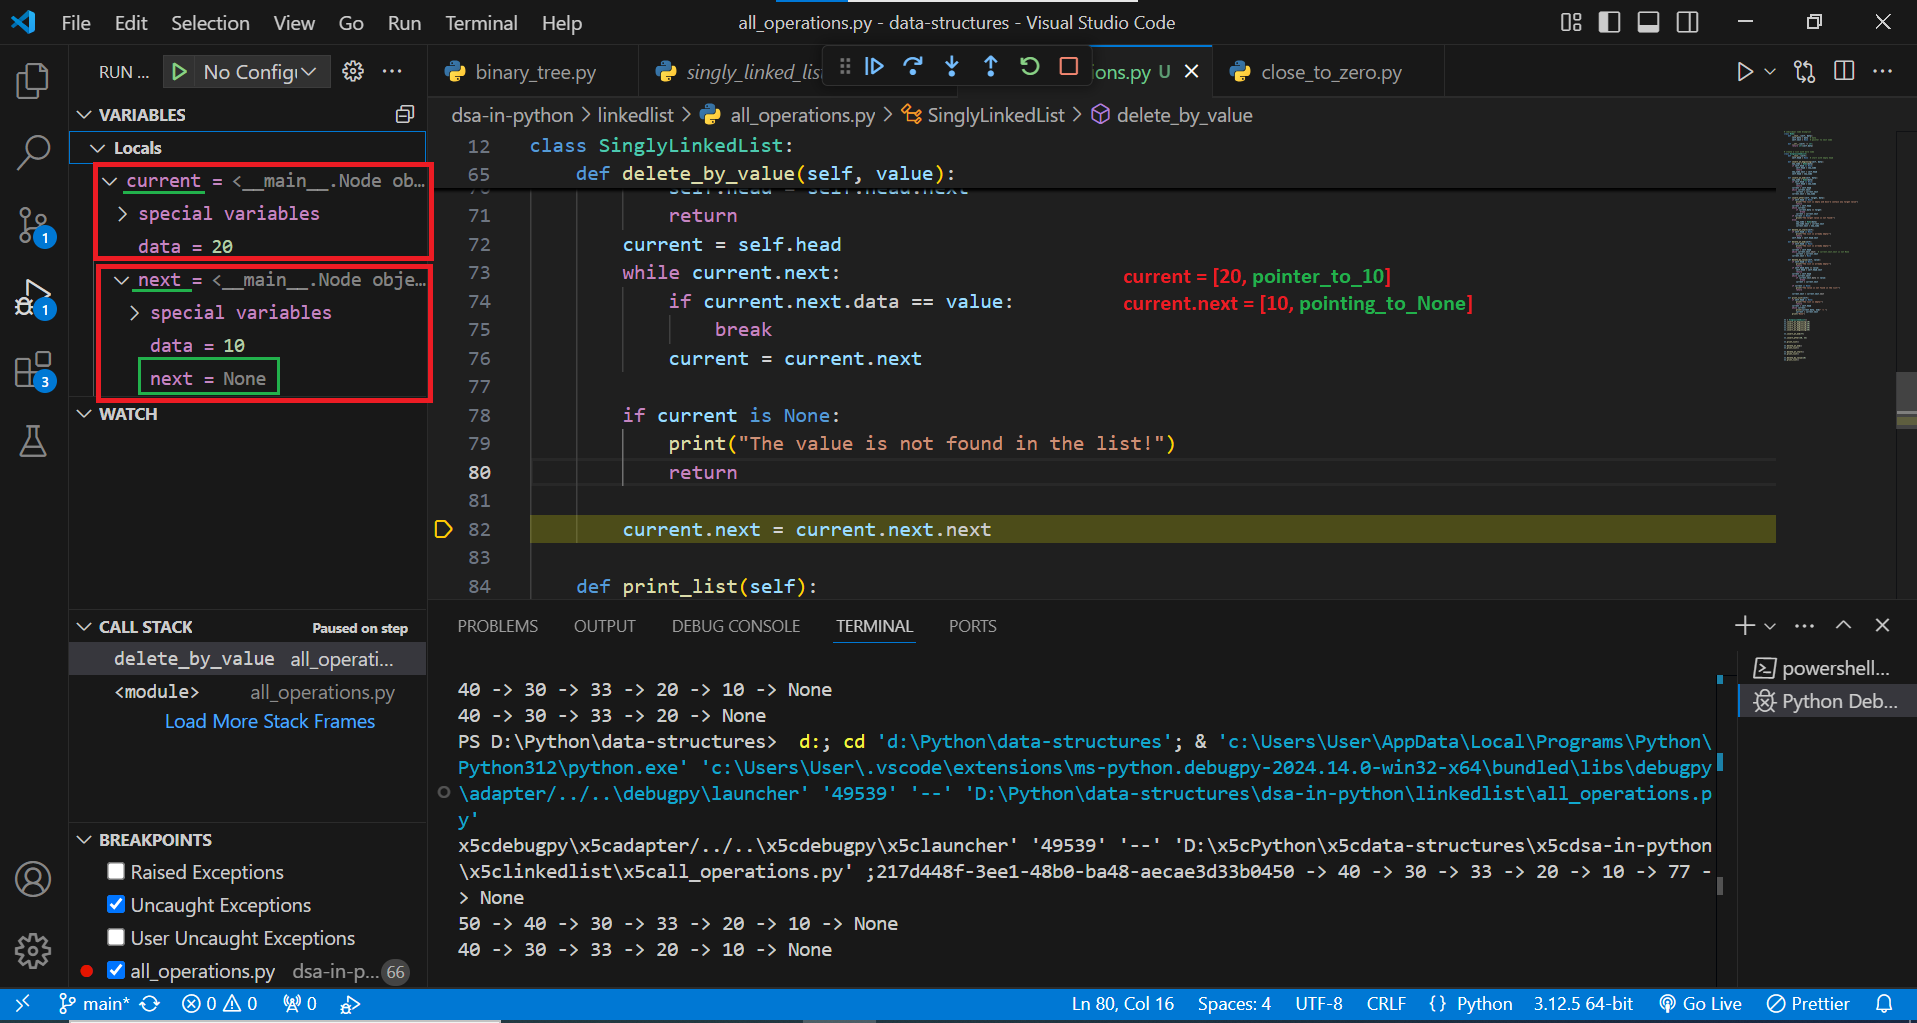 File Edit Selection View Go Run Terminal Help
all_operations.py - data-structures - Visual Studio Code
RUN ... No Config
binary_tree.py
singly_linked_lis
ions.py U
close_to_zero.py
VARIABLES
dsa-in-python > linkedlist > all_operations.py > SinglyLinkedList > delete_by_value
Locals
current = <__main__.Node ob...
special variables
data = 20
next = <__main__.Node obje...
special variables
data = 10
next = None
WATCH
12 class SinglyLinkedList:
65 def delete_by_value(self, value):
70 self.head = self.head.next
71 return
72 current = self.head
73 while current.next:
74 if current.next.data == value:
75 break
76 current = current.next
77
78 if current is None:
79 print("The value is not found in the list!")
80 return
81
82 current.next = current.next.next
83
84 def print_list(self):
current = [20, pointer_to_10]
current.next = [10, pointing_to_None]
CALL STACK Paused on step
delete_by_value all_operati...
<module> all_operations.py
Load More Stack Frames
BREAKPOINTS
Raised Exceptions
Uncaught Exceptions
User Uncaught Exceptions
all_operations.py dsa-in-p... 66
1
1
3
PROBLEMS OUTPUT DEBUG CONSOLE TERMINAL PORTS
powershell...
Python Deb...
40 -> 30 -> 33 -> 20 -> 10 -> None
40 -> 30 -> 33 -> 20 -> None
PS D:\Python\data-structures> d:; cd 'd:\Python\data-structures'; & 'c:\Users\User\AppData\Local\Programs\Python\
Python312\python.exe' 'c:\Users\User\.vscode\extensions\ms-python.debugpy-2024.14.0-win32-x64\bundled\libs\debugpy
\adapter/../..\debugpy\launcher' '49539' '--' 'D:\Python\data-structures\dsa-in-python\linkedlist\all_operations.p
y'
x5cdebugpy\x5cadapter/../..\x5cdebugpy\x5clauncher' '49539' '--' 'D:\x5cPython\x5cdata-structures\x5cdsa-in-python
\x5clinkedlist\x5call_operations.py' ;217d448f-3ee1-48b0-ba48-aecae3d33b0450 -> 40 -> 30 -> 33 -> 20 -> 10 -> 77 -
> None
50 -> 40 -> 30 -> 33 -> 20 -> 10 -> None
40 -> 30 -> 33 -> 20 -> 10 -> None
main* 0 0 0 Ln 80, Col 16 Spaces: 4 UTF-8 CRLF {} Python 3.12.5 64-bit Go Live Prettier